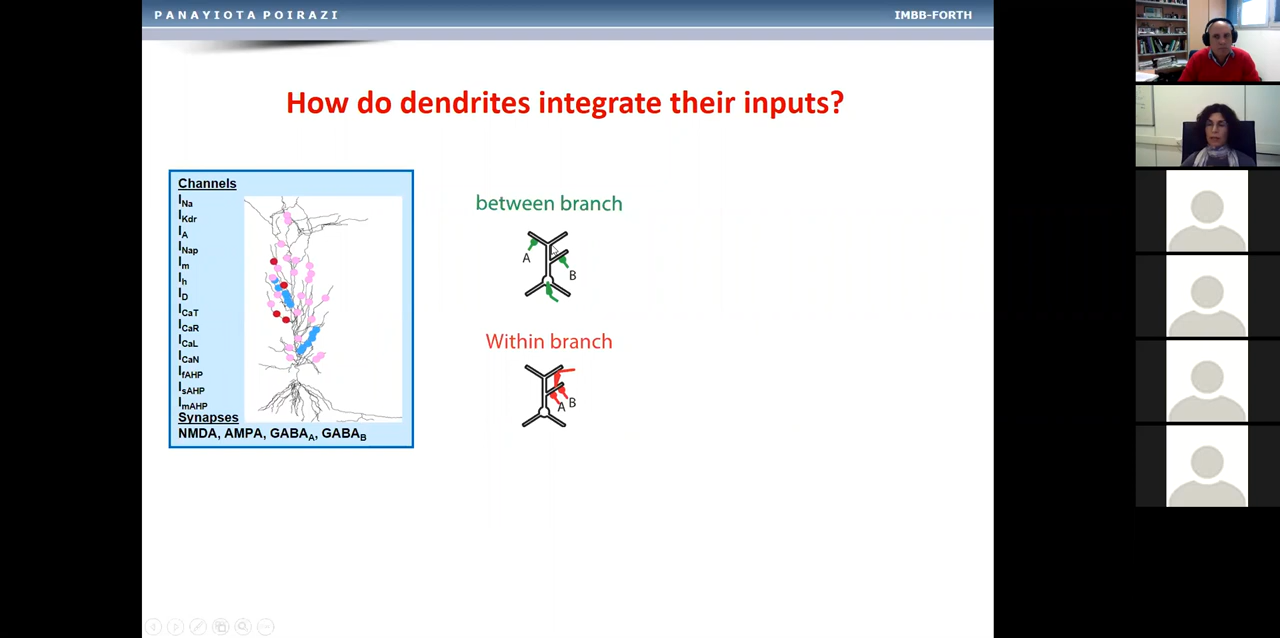 PANAYIOTA POIRAZI
IMBB-FORTH
How do dendrites integrate their inputs?
Channels
INa
IKdr
IA
INap
Im
Ih
ID
ICaT
ICaR
ICaL
ICaN
IfAHP
IsAHP
ImAHP
Synapses
NMDA, AMPA, GABAA, GABAB
between branch
A
B
Within branch
A B